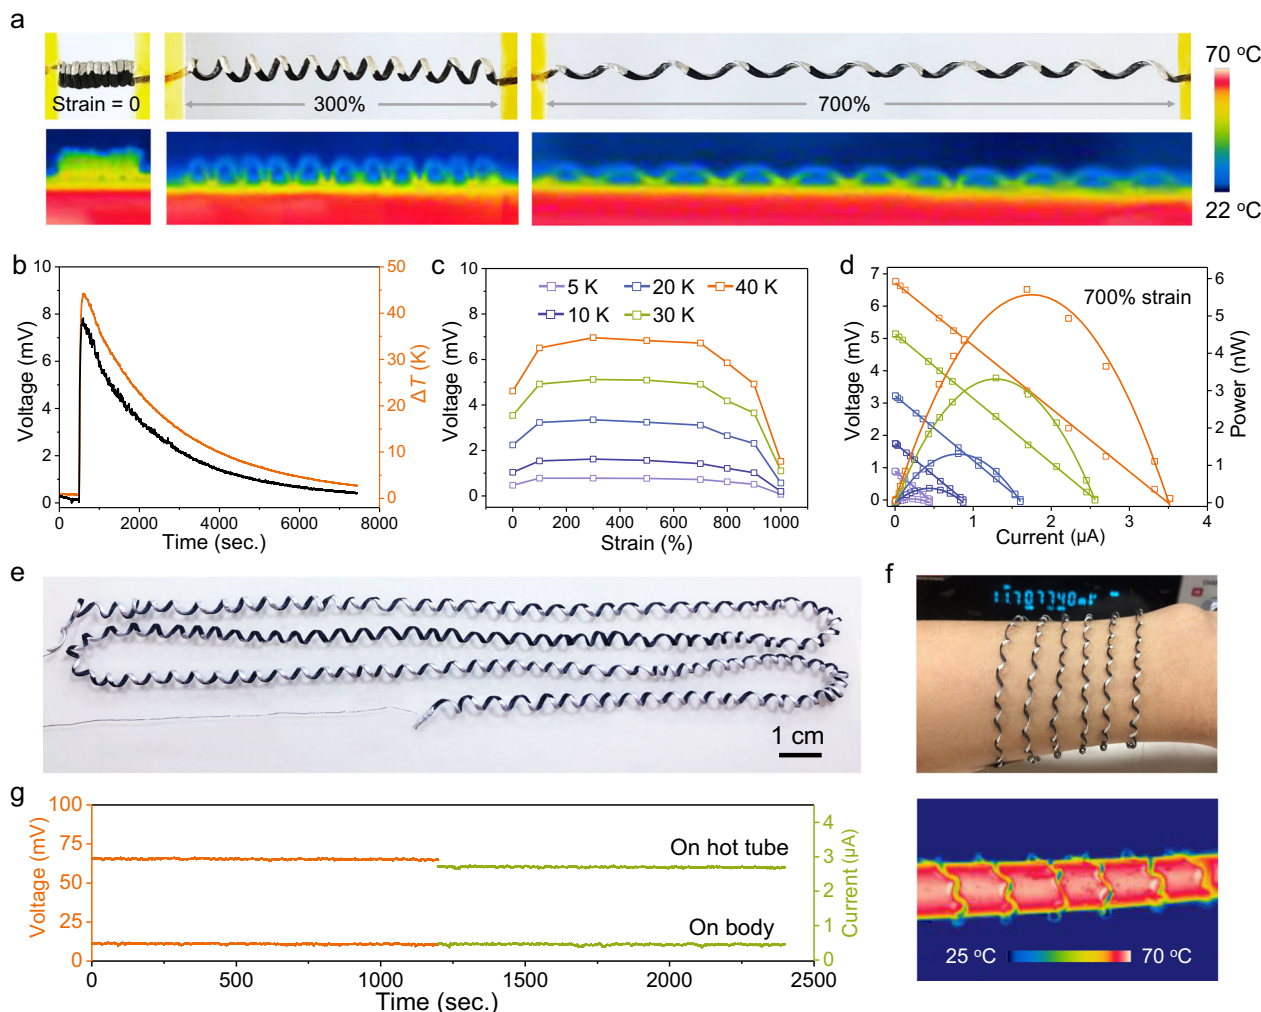 a
Strain = 0
300%
700%
70 °C
22 °C
b
10
8
6
4
2
0
Voltage (mV)
50
40
30
20
10
0
ΔT (K)
0
2000
4000
6000
8000
Time (sec.)
c
10
8
6
4
2
0
Voltage (mV)
5 K
20 K
40 K
10 K
30 K
0
200
400
600
800
1000
Strain (%)
d
7
6
5
4
3
2
1
0
Voltage (mV)
700% strain
6
5
4
3
2
1
0
Power (nW)
0
1
2
3
4
Current (µA)
e
1 cm
f
25 °C
70 °C
g
100
75
50
25
0
Voltage (mV)
On hot tube
On body
4
3
2
1
0
Current (µA)
0
500
1000
1500
2000
2500
Time (sec.)